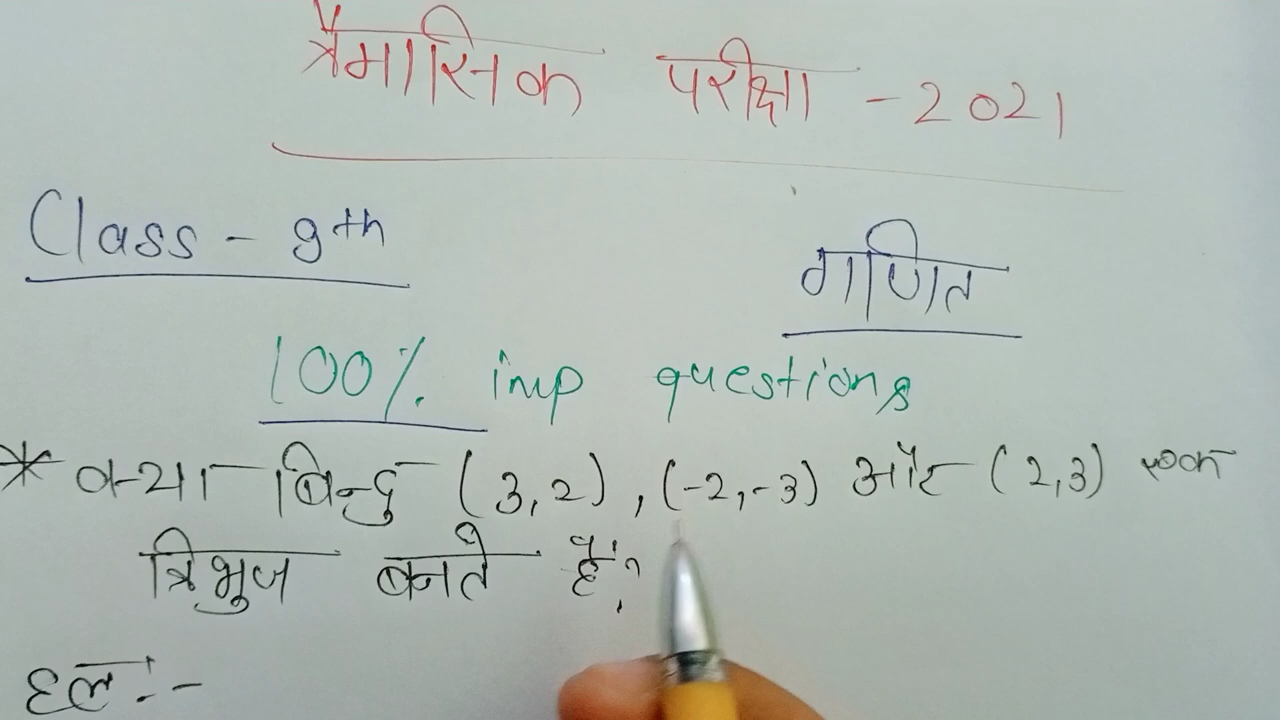 त्रैमासिक परीक्षा - 2021
Class - 9th
गणित
100% imp questions
* क्या बिन्दु (3,2), (-2,-3) और (2,3) एक
त्रिभुज बनाते हैं?
हल:-